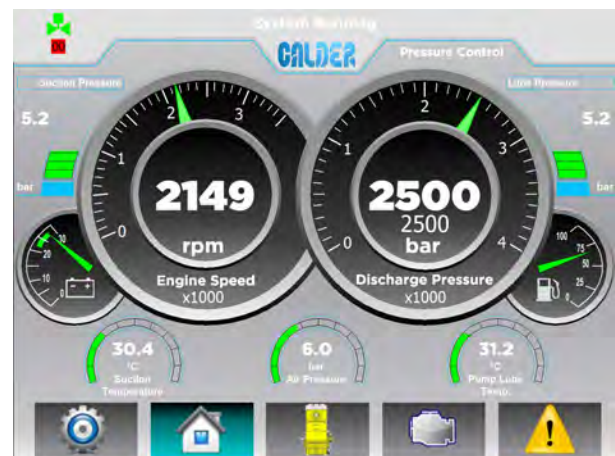 System Running
CALDER
Pressure Control
Suction Pressure
Lube Pressure
5.2
5.2
bar
bar
0
1
2
3
2149
rpm
Engine Speed
x1000
0
1
2
3
4
2500
2500
bar
Discharge Pressure
x1000
0
10
20
30
0
25
50
75
100
30.4
°C
Suction
Temperature
6.0
bar
Air Pressure
31.2
°C
Pump Lube
Temp.